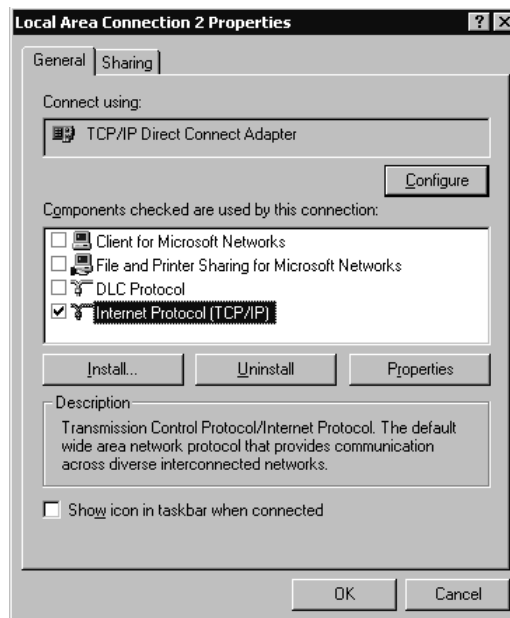 Local Area Connection 2 Properties
General
Sharing
Connect using:
TCP/IP Direct Connect Adapter
Configure
Components checked are used by this connection:
Client for Microsoft Networks
File and Printer Sharing for Microsoft Networks
DLC Protocol
Internet Protocol (TCP/IP)
Install...
Uninstall
Properties
Description
Transmission Control Protocol/Internet Protocol. The default
wide area network protocol that provides communication
across diverse interconnected networks.
Show icon in taskbar when connected
OK
Cancel